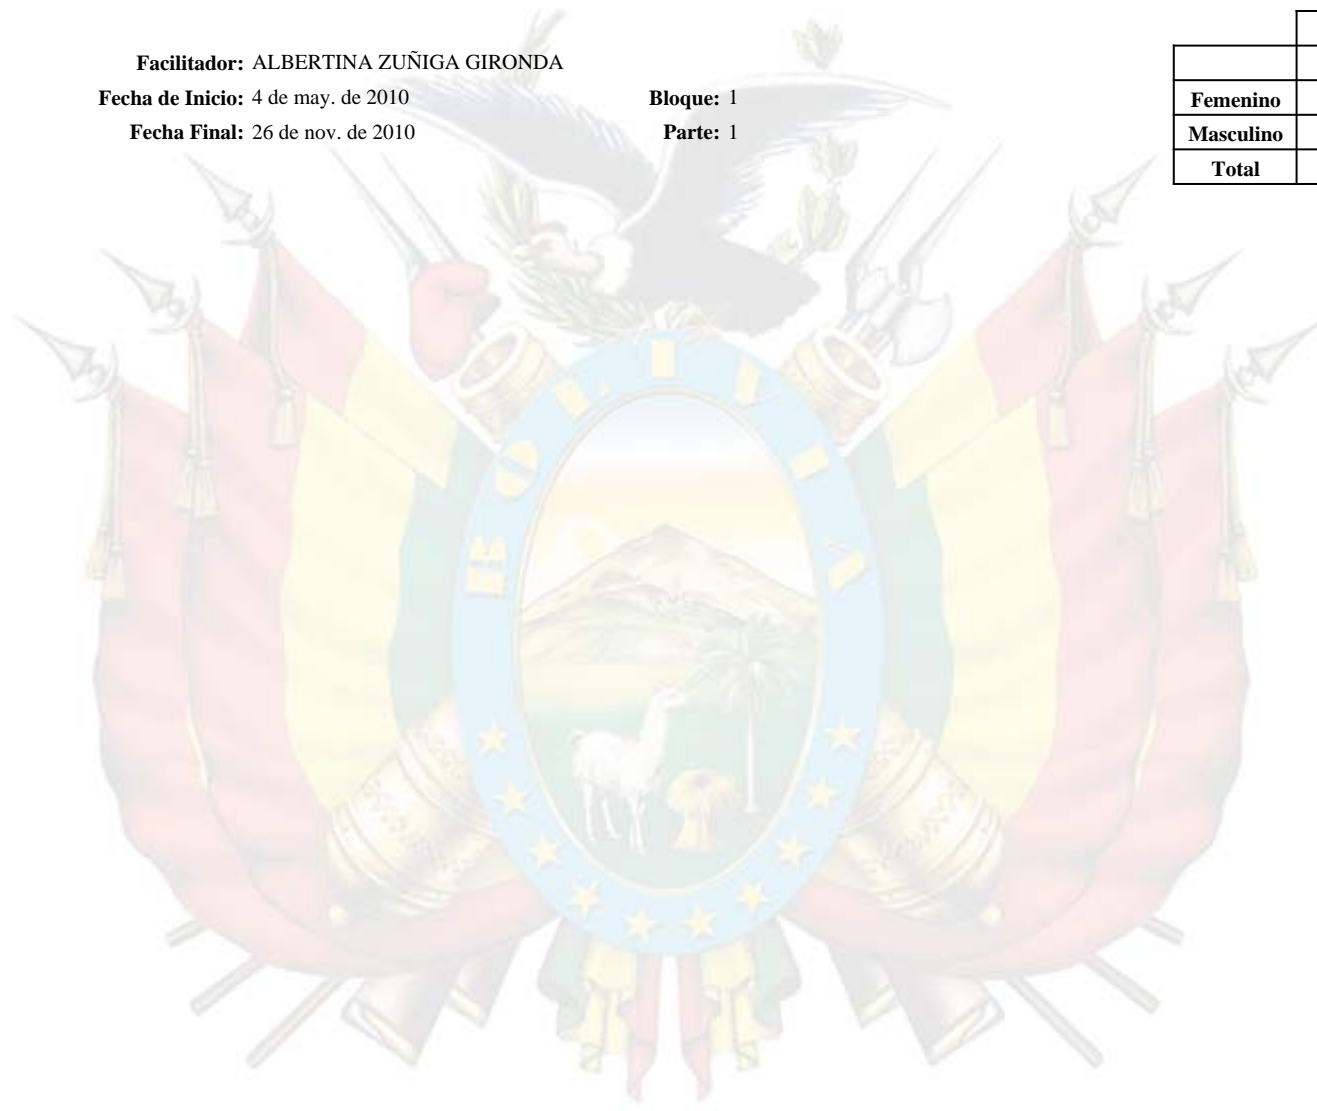 Facilitador: ALBERTINA ZUÑIGA GIRONDA
Fecha de Inicio: 4 de may. de 2010 Bloque: 1
Fecha Final: 26 de nov. de 2010 Parte: 1
Femenino
Masculino
Total
BOLIVIA